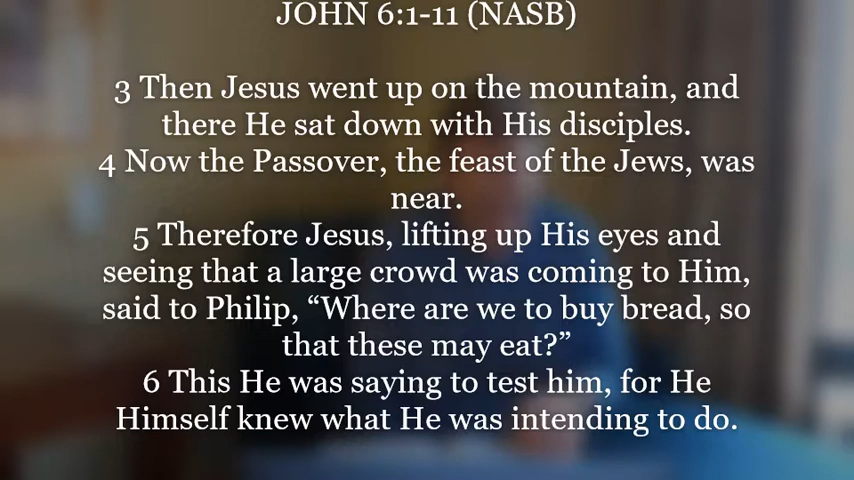 JOHN 6:1-11 (NASB)
3 Then Jesus went up on the mountain, and
there He sat down with His disciples.
4 Now the Passover, the feast of the Jews, was
near.
5 Therefore Jesus, lifting up His eyes and
seeing that a large crowd was coming to Him,
said to Philip, “Where are we to buy bread, so
that these may eat?”
6 This He was saying to test him, for He
Himself knew what He was intending to do.